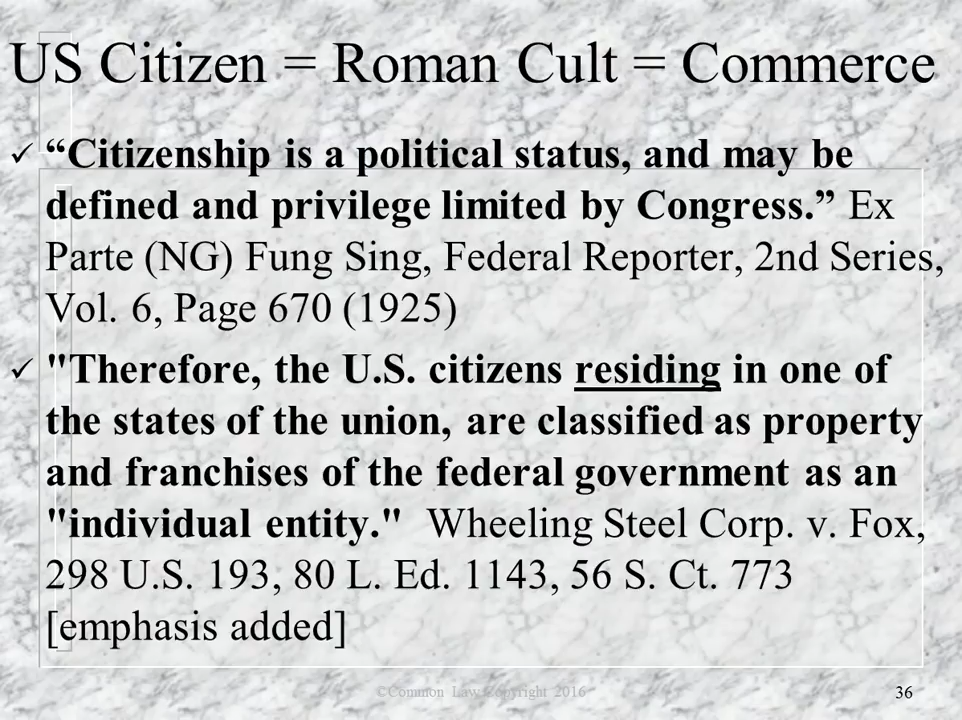 US Citizen = Roman Cult = Commerce
✓ “Citizenship is a political status, and may be
defined and privilege limited by Congress.” Ex
Parte (NG) Fung Sing, Federal Reporter, 2nd Series,
Vol. 6, Page 670 (1925)
✓ "Therefore, the U.S. citizens residing in one of
the states of the union, are classified as property
and franchises of the federal government as an
"individual entity." Wheeling Steel Corp. v. Fox,
298 U.S. 193, 80 L. Ed. 1143, 56 S. Ct. 773
[emphasis added]
©Common Law Copyright 2016
36